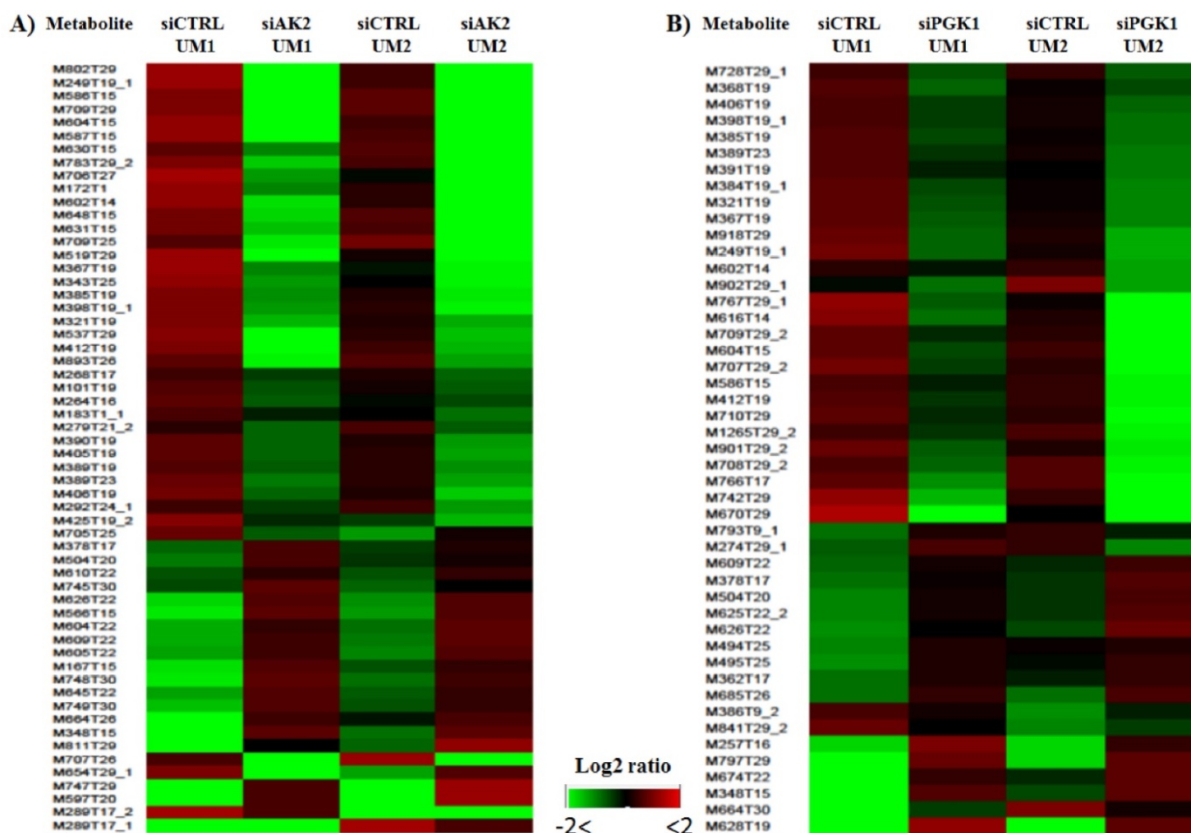 A) Metabolite siCTRL UM1 siAK2 UM1 siCTRL UM2 siAK2 UM2
M802T29
M249T19_1
M586T15
M709T29
M604T15
M587T15
M630T15
M783T29_2
M706T27
M172T1
M602T14
M648T15
M631T15
M709T25
M519T29
M367T19
M343T25
M385T19
M398T19_1
M321T19
M537T29
M412T19
M893T26
M268T17
M101T19
M264T16
M183T1_1
M279T21_2
M390T19
M405T19
M389T19
M389T23
M406T19
M292T24_1
M425T19_2
M705T25
M378T17
M504T20
M610T22
M745T30
M626T22
M566T15
M604T22
M609T22
M605T22
M167T15
M748T30
M645T22
M749T30
M664T26
M348T15
M811T29
M707T26
M654T29_1
M747T29
M597T20
M289T17_2
M289T17_1
Log2 ratio
-2< <2
B) Metabolite siCTRL UM1 siPGK1 UM1 siCTRL UM2 siPGK1 UM2
M728T29_1
M368T19
M406T19
M398T19_1
M385T19
M389T23
M391T19
M384T19_1
M321T19
M367T19
M918T29
M249T19_1
M602T14
M902T29_1
M767T29_1
M616T14
M709T29_2
M604T15
M707T29_2
M586T15
M412T19
M710T29
M1265T29_2
M901T29_2
M708T29_2
M766T17
M742T29
M670T29
M793T9_1
M274T29_1
M609T22
M378T17
M504T20
M625T22_2
M626T22
M494T25
M495T25
M362T17
M685T26
M386T9_2
M841T29_2
M257T16
M797T29
M674T22
M348T15
M664T30
M628T19